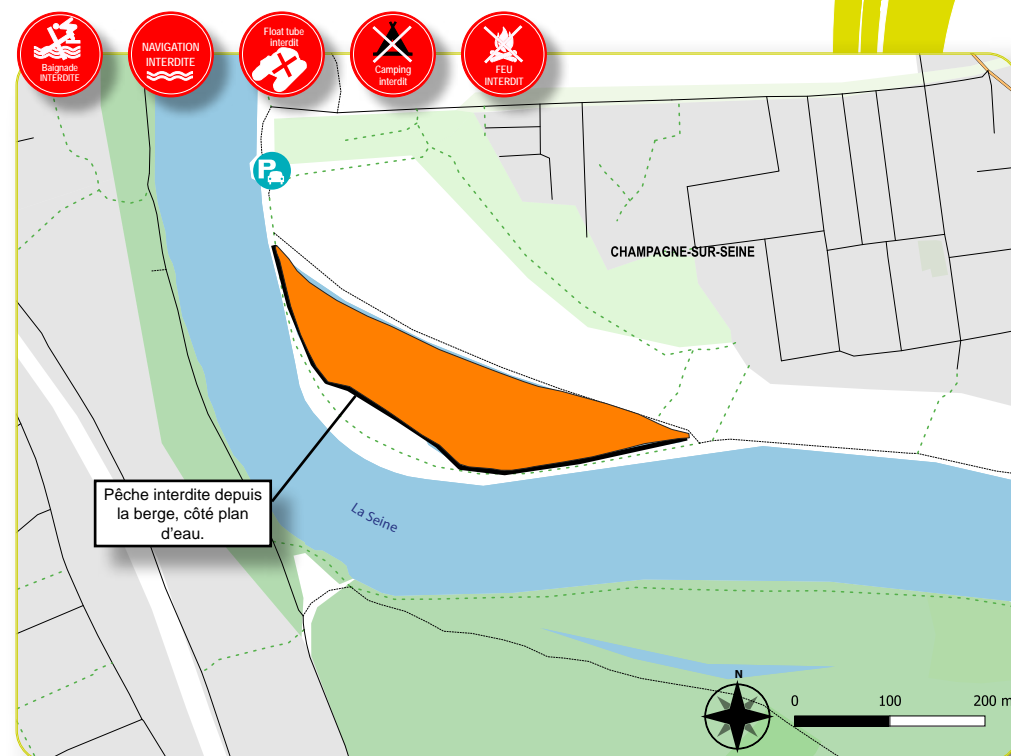 Baignade
INTERDITE
NAVIGATION
INTERDITE
Float tube
interdit
Camping
interdit
FEU
INTERDIT
P
CHAMPAGNE-SUR-SEINE
Pêche interdite depuis
la berge, côté plan
d'eau.
La Seine
N
0 100 200 m